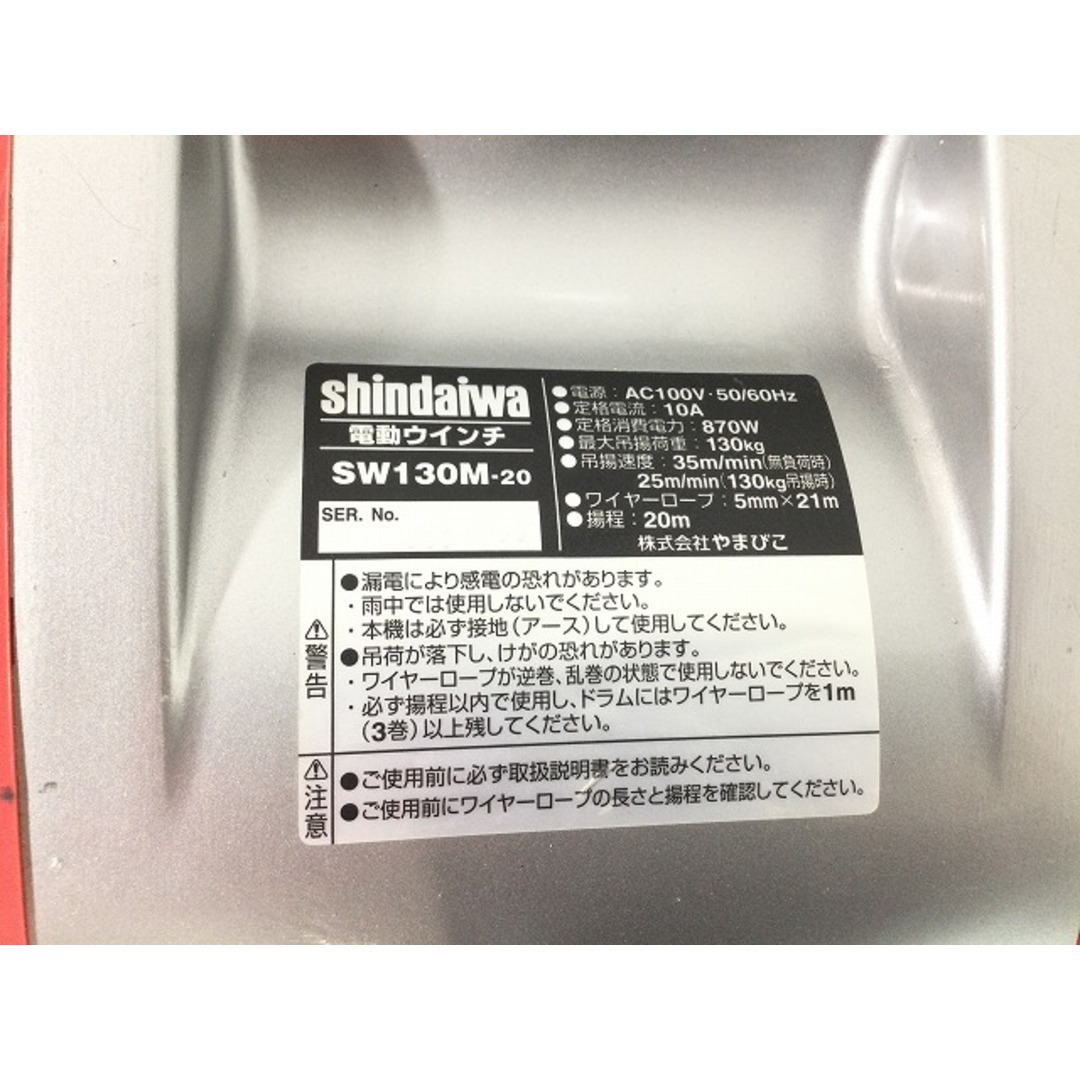 shindaiwa
電動ウインチ
SW130M-20
SER. No.
●電源：AC100V・50/60Hz
●定格電流：10A
●定格消費電力：870W
●最大吊揚荷重：130kg
●吊揚速度：35m/min(無負荷時)
25m/min(130kg吊揚時)
●ワイヤーロープ：5mm×21m
●揚程：20m
株式会社やまびこ
⚠警告
●漏電により感電の恐れがあります。
・雨中では使用しないでください。
・本機は必ず接地(アース)して使用してください。
●吊荷が落下し、けがの恐れがあります。
・ワイヤーロープが逆巻、乱巻の状態で使用しないでください。
・必ず揚程以内で使用し、ドラムにはワイヤーロープを1m
(3巻)以上残してください。
⚠注意
●ご使用前に必ず取扱説明書をお読みください。
●ご使用前にワイヤーロープの長さと揚程を確認してください。